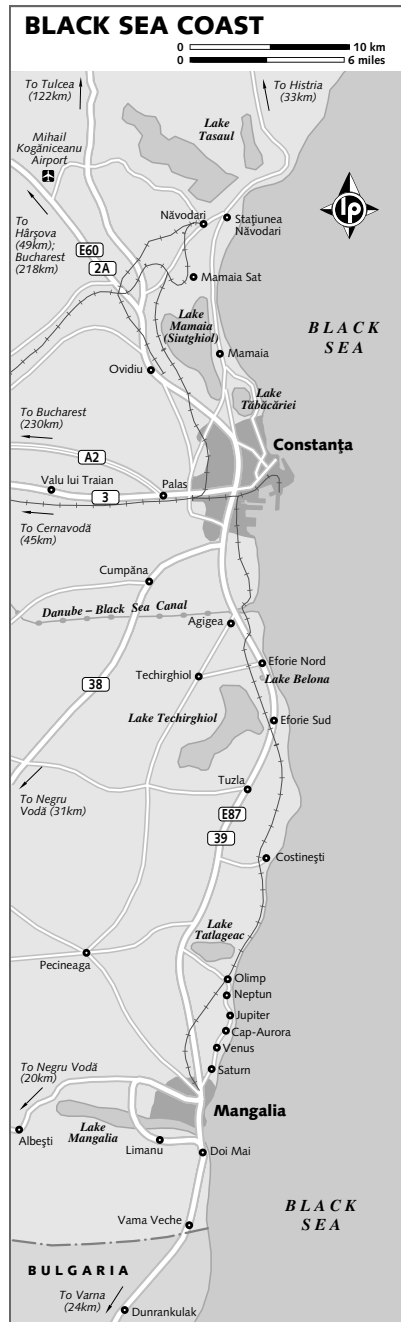 BLACK SEA COAST
0 10 km
0 6 miles
To Tulcea
(122km)
To Histria
(33km)
Lake
Tasaul
Mihail
Kogăniceanu
Airport
lp
To
Hârşova
(49km);
Bucharest
(218km)
Năvodari
Staţiunea
Năvodari
E60
2A
Mamaia Sat
Lake
Mamaia
(Siutghiol)
BLACK
SEA
Mamaia
Ovidiu
Lake
Tăbăcăriei
To Bucharest
(230km)
Constanţa
A2
Valu lui Traian
Palas
3
To Cernavodă
(45km)
Cumpăna
Danube – Black Sea Canal
Agigea
Eforie Nord
Techirghiol
Lake Belona
38
Lake Techirghiol
Eforie Sud
Tuzla
To Negru
Vodă (31km)
E87
39
Costineşti
Lake
Tatlageac
Pecineaga
Olimp
Neptun
Jupiter
Cap-Aurora
Venus
Saturn
To Negru Vodă
(20km)
Mangalia
Lake
Mangalia
Albeşti
Limanu
Doi Mai
Vama Veche
BLACK
SEA
BULGARIA
To Varna
(24km)
Dunrankulak